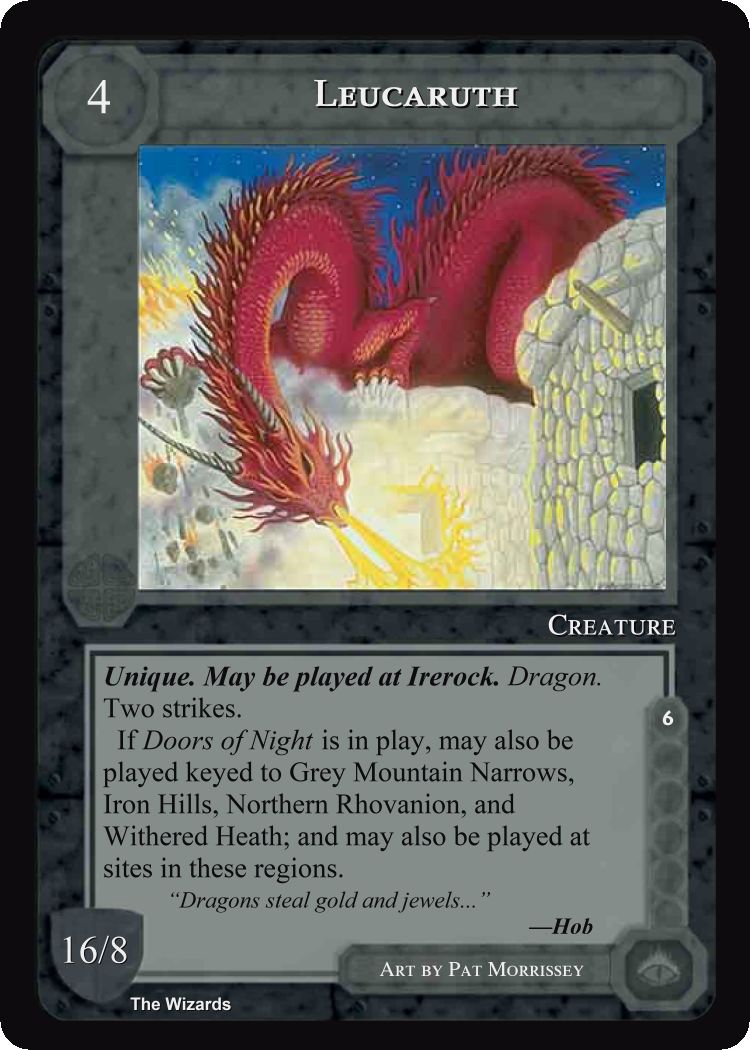 4
Leucaruth
Creature
Unique. May be played at Irerock. Dragon.
Two strikes.
If Doors of Night is in play, may also be
played keyed to Grey Mountain Narrows,
Iron Hills, Northern Rhovanion, and
Withered Heath; and may also be played at
sites in these regions.
“Dragons steal gold and jewels...”
—Hob
6
16/8
Art by Pat Morrissey
The Wizards